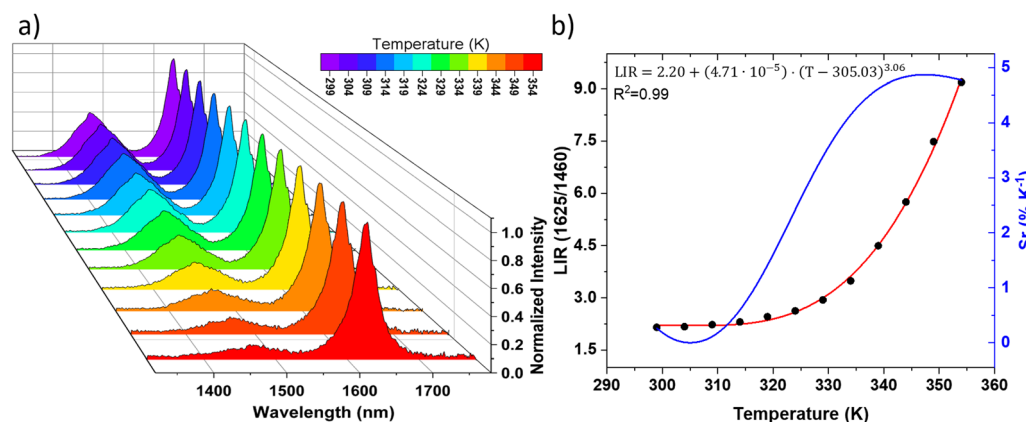 a)
Temperature (K)
299 304 309 314 319 324 329 334 339 344 349 354
1.0
0.8
0.6
0.4
0.2
0.0
Normalized Intensity
1400 1500 1600 1700
Wavelength (nm)
b)
LIR = 2.20 + (4.71 · 10⁻⁵) · (T − 305.03)³·⁰⁶
R²=0.99
9.0
7.5
6.0
4.5
3.0
1.5
LIR (1625/1460)
5
4
3
2
1
0
Sr (% K⁻¹)
290 300 310 320 330 340 350 360
Temperature (K)